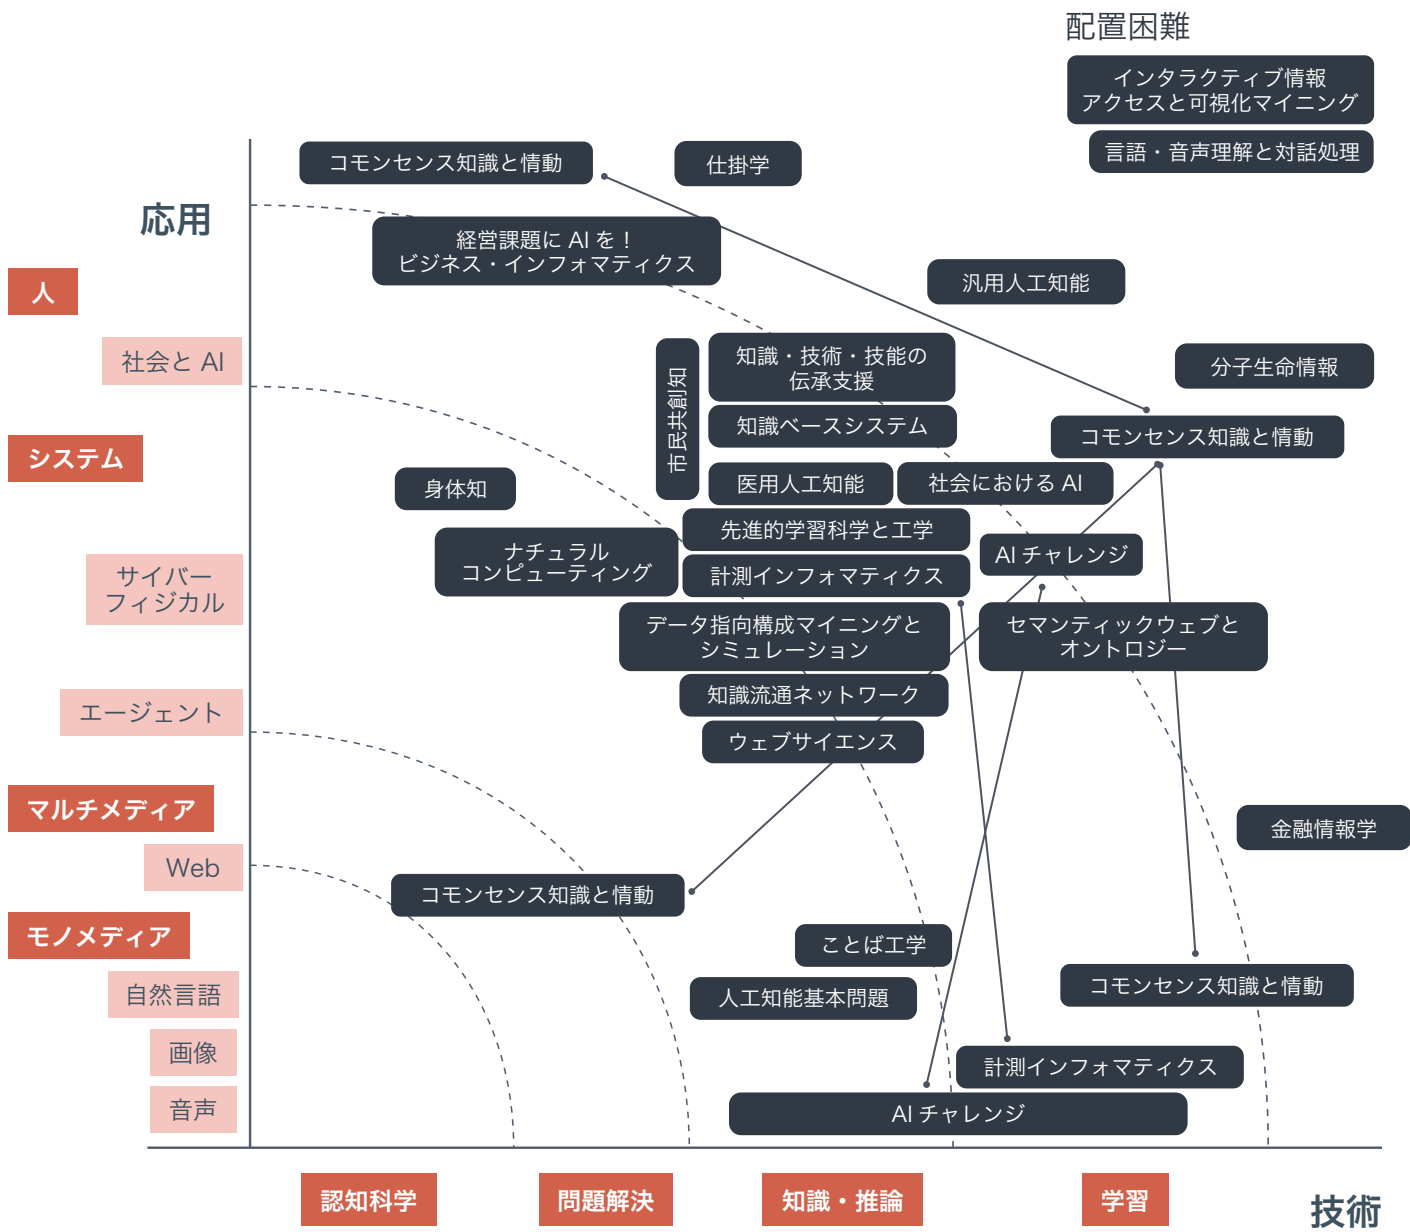 配置困難
インタラクティブ情報
アクセスと可視化マイニング
言語・音声理解と対話処理
コモンセンス知識と情動
仕掛学
応用
経営課題に AI を！
ビジネス・インフォマティクス
汎用人工知能
人
社会と AI
市民共創知
知識・技術・技能の
伝承支援
分子生命情報
知識ベースシステム
コモンセンス知識と情動
システム
身体知
医用人工知能
社会における AI
先進的学習科学と工学
ナチュラル
コンピューティング
AI チャレンジ
計測インフォマティクス
サイバー
フィジカル
データ指向構成マイニングと
シミュレーション
セマンティックウェブと
オントロジー
エージェント
知識流通ネットワーク
ウェブサイエンス
マルチメディア
金融情報学
Web
コモンセンス知識と情動
モノメディア
ことば工学
自然言語
人工知能基本問題
コモンセンス知識と情動
画像
計測インフォマティクス
音声
AI チャレンジ
認知科学
問題解決
知識・推論
学習
技術